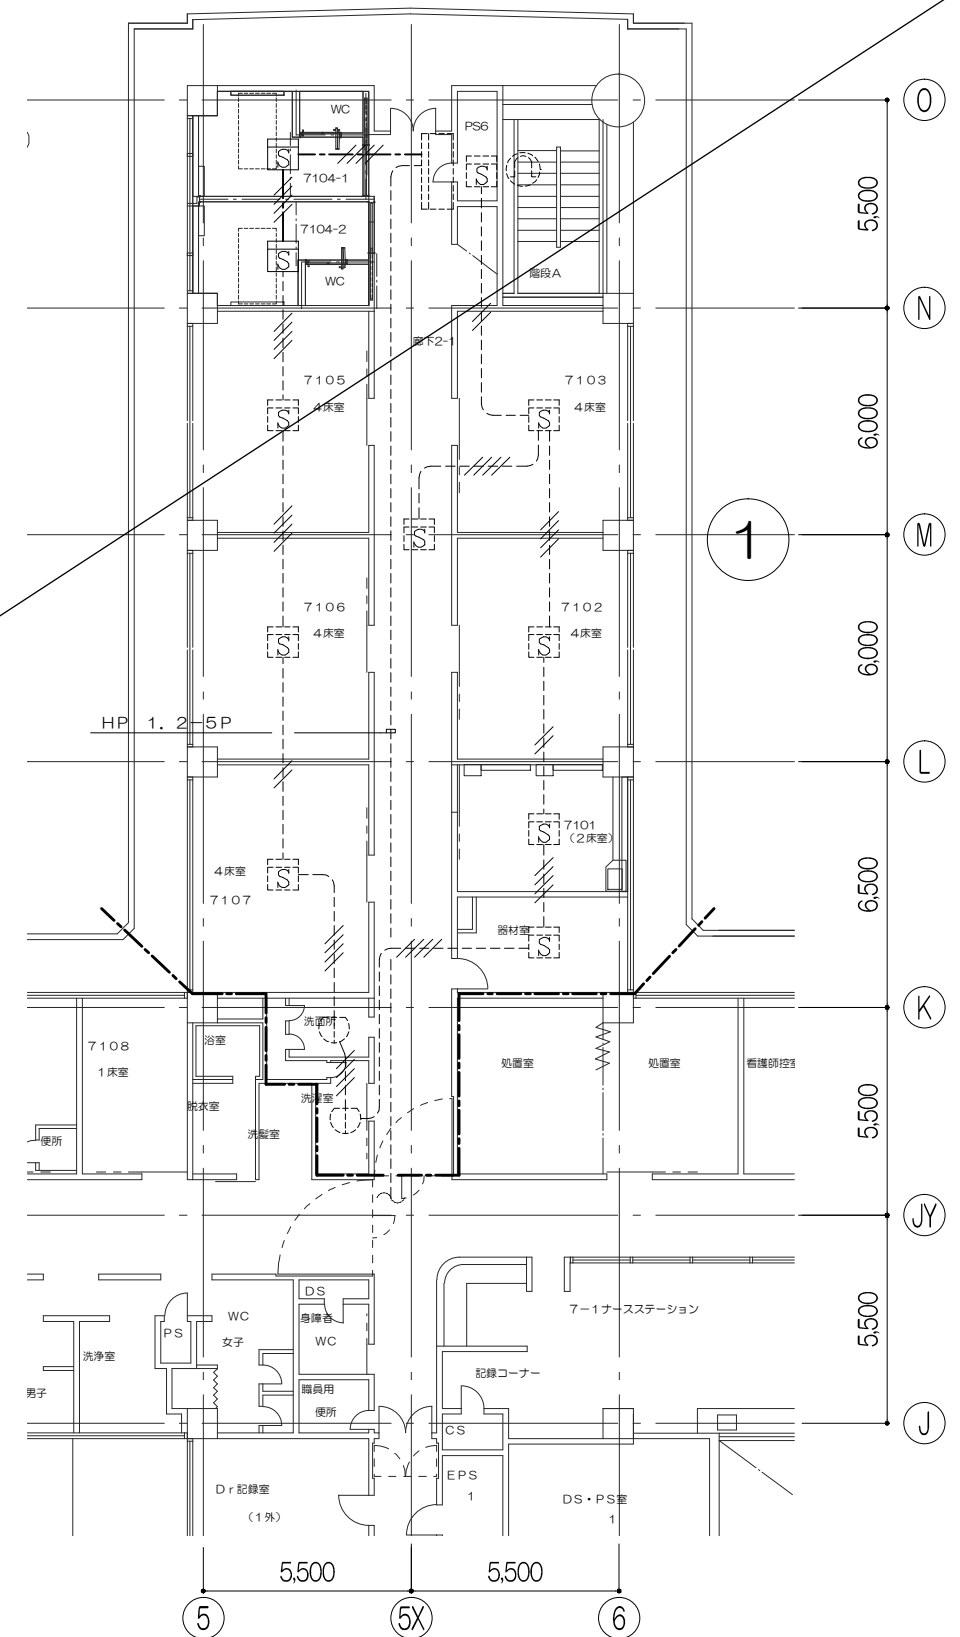 O
WC
PS6
S
S
7104-1
5,500
7104-2
S
WC
階段A
N
廊下2-1
7105
4床室
S
7103
4床室
S
6,000
S
M
1
7106
4床室
S
7102
4床室
S
6,000
HP 1.2-5P
L
S
7101
(2床室)
4床室
S
7107
6,500
器材室
S
K
7108
1床室
浴室
洗面所
処置室
処置室
看護師控室
脱衣室
洗濯室
洗髪室
便所
5,500
JY
DS
身障者
WC
WC
女子
PS
洗浄室
男子
7-1ナースステーション
5,500
記録コーナー
職員用
便所
CS
J
Dr記録室
(1外)
EPS
1
DS・PS室
1
5,500
5,500
5
5X
6